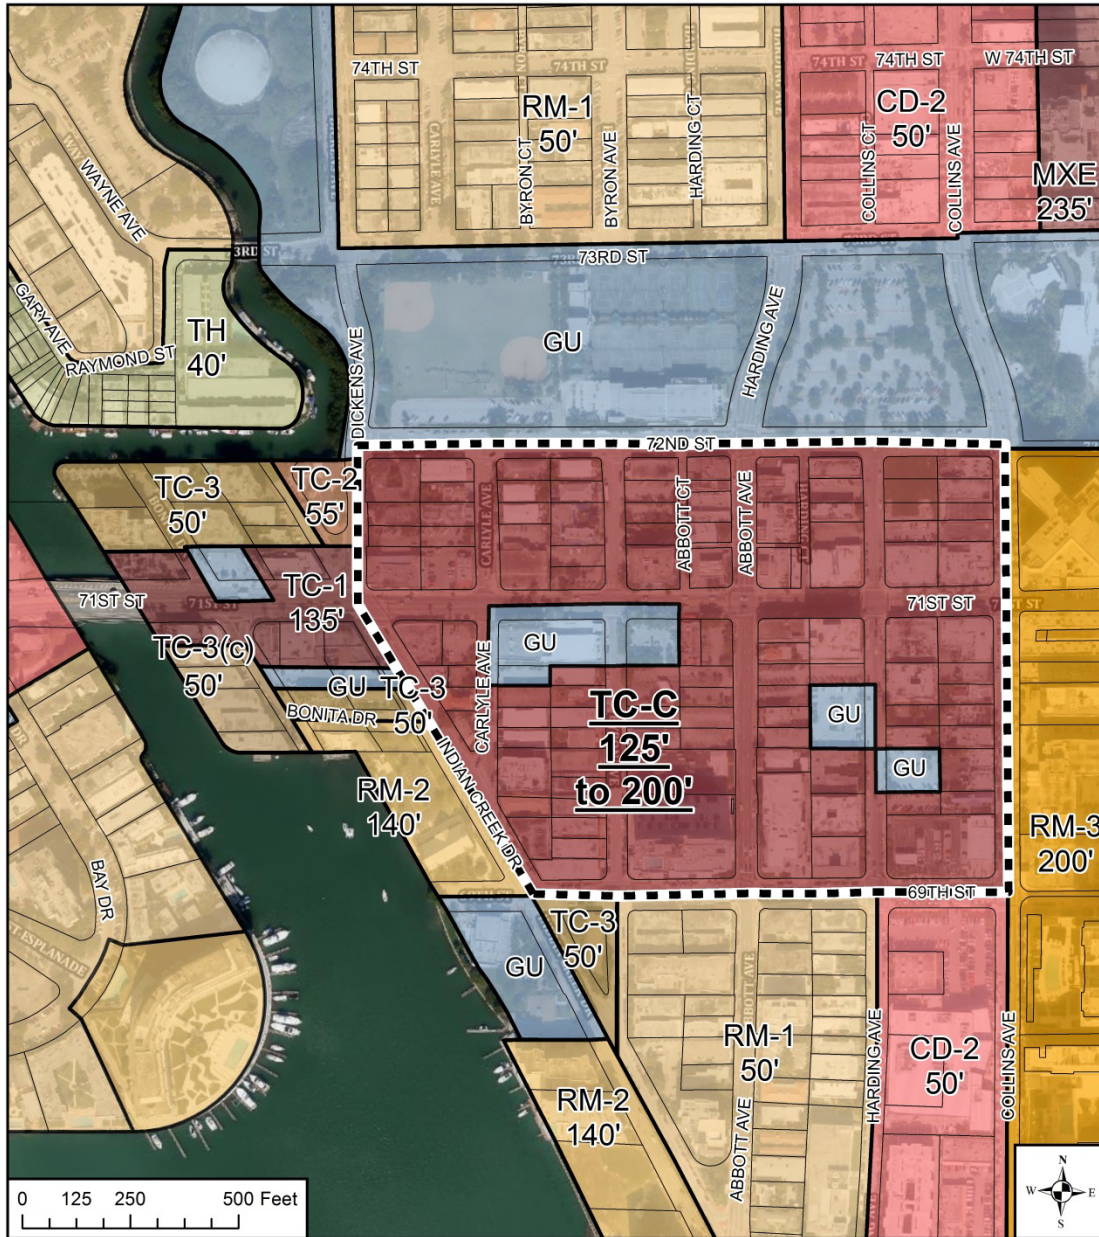 74TH ST
74TH ST
74TH ST
74TH ST
W 74TH ST
RM-1
50'
CD-2
50'
MXE
235'
CARLYLE AVE
BYRON CT
BYRON AVE
HARDING CT
COLLINS CT
COLLINS AVE
WAYNE AVE
3RD ST
73RD ST
GARY AVE
RAYMOND ST
TH
40'
DICKENS AVE
GU
HARDING AVE
72ND ST
TC-3
50'
TC-2
55'
CARLYLE AVE
ABBOTT CT
ABBOTT AVE
71ST ST
71ST ST
TC-1
135'
71ST ST
TC-3(c)
50'
GU
TC-3
50'
BONITA DR
CARLYLE AVE
GU
TC-C
125'
to 200'
GU
GU
INDIAN CREEK DR
RM-2
140'
RM-3
200'
BAY DR
69TH ST
ESPLANADE
GU
TC-3
50'
RM-1
50'
ABBOTT AVE
ABBOTT AVE
HARDING AVE
CD-2
50'
COLLINS AVE
RM-2
140'
0 125 250 500 Feet
N
W E
S